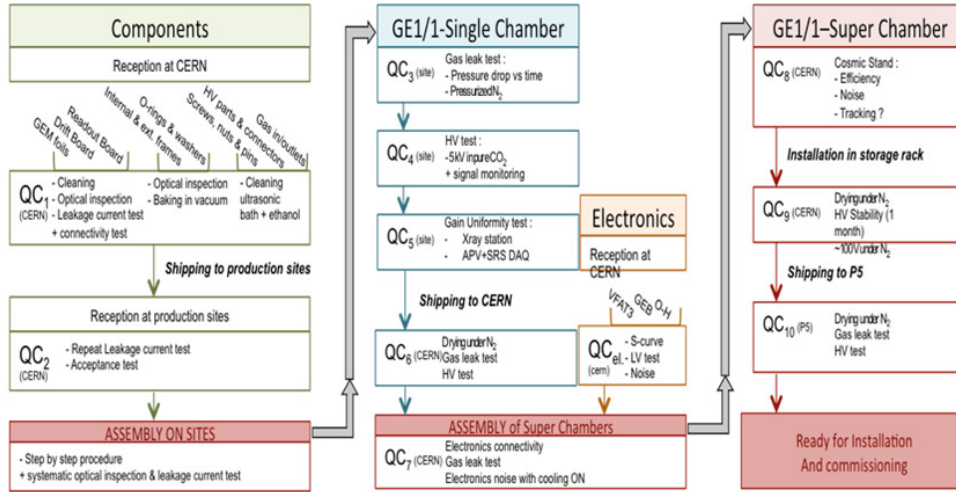 Components
Reception at CERN
GEM foils
Drift Board
Readout Board
Internal & ext. frames
O-rings & washers
Screws, nuts & pins
HV parts & connectors
Gas in/outlets
QC1 (CERN)
- Cleaning
- Optical inspection
- Leakage current test
+ connectivity test
- Optical inspection
- Baking in vacuum
- Cleaning
ultrasonic
bath + ethanol
Shipping to production sites
Reception at production sites
QC2 (CERN)
- Repeat Leakage current test
- Acceptance test
ASSEMBLY ON SITES
- Step by step procedure
+ systematic optical inspection & leakage current test
GE1/1-Single Chamber
QC3 (site)
Gas leak test :
- Pressure drop vs time
- Pressurized N2
QC4 (site)
HV test :
- 5kV in pure CO2
+ signal monitoring
QC5 (site)
Gain Uniformity test :
- Xray station
- APV+SRS DAQ
Shipping to CERN
QC6 (CERN)
Drying under N2
Gas leak test
HV test
Electronics
Reception at
CERN
VFAT3
GEB
O-H
QCel. (cern)
- S-curve
- LV test
- Noise
ASSEMBLY of Super Chambers
QC7 (CERN)
Electronics connectivity
Gas leak test
Electronics noise with cooling ON
GE1/1–Super Chamber
QC8 (CERN)
Cosmic Stand :
- Efficiency
- Noise
- Tracking ?
Installation in storage rack
QC9 (CERN)
Drying under N2
HV Stability (1
month)
~100V under N2
Shipping to P5
QC10 (P5)
Drying under N2
Gas leak test
HV test
Ready for Installation
And commissioning